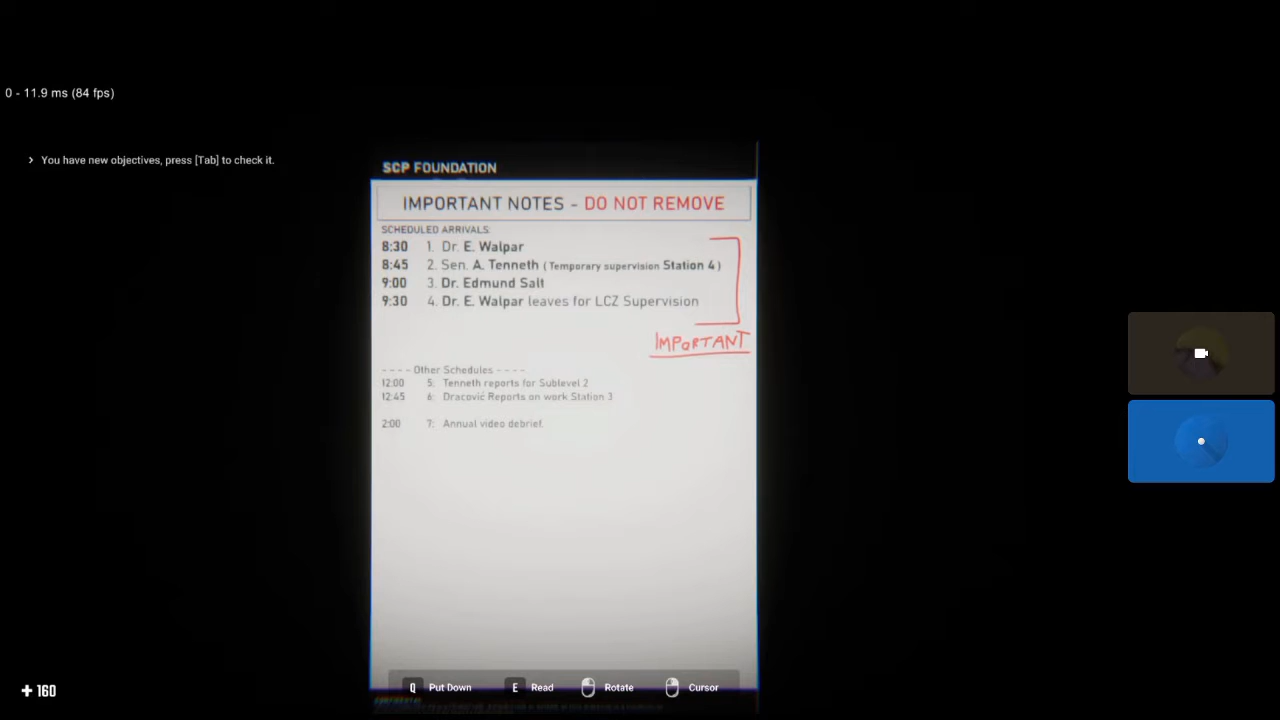 0 - 11.9 ms (84 fps)
You have new objectives, press [Tab] to check it.
SCP FOUNDATION
IMPORTANT NOTES - DO NOT REMOVE
SCHEDULED ARRIVALS:
8:30 1. Dr. E. Walpar
8:45 2. Sen. A. Tenneth (Temporary supervision Station 4)
9:00 3. Dr. Edmund Salt
9:30 4. Dr. E. Walpar leaves for LCZ Supervision
IMPORTANT
- - - - Other Schedules - - - -
12:00 5: Tenneth reports for Sublevel 2
12:45 6: Dracovic Reports on work Station 3
2:00 7: Annual video debrief.
Q Put Down E Read Rotate Cursor
160